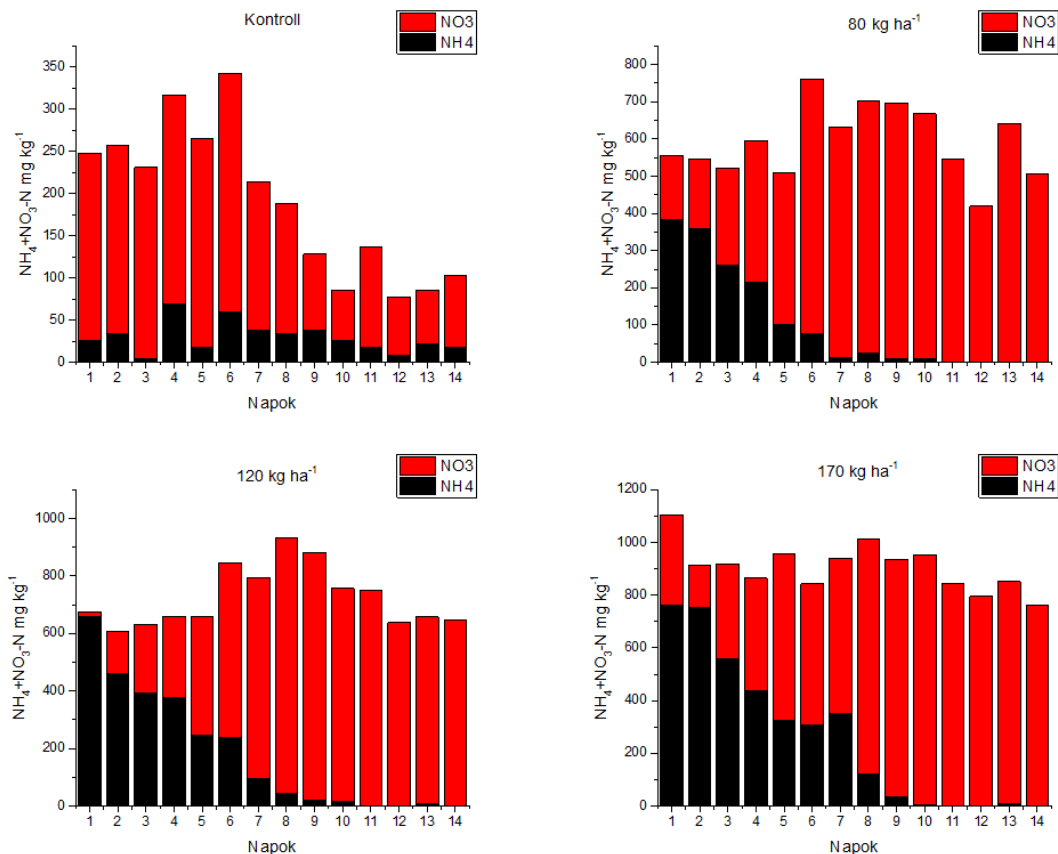 Kontroll
NO3
NH4
NH₄+NO₃-N mg kg⁻¹
350
300
250
200
150
100
50
0
1 2 3 4 5 6 7 8 9 10 11 12 13 14
Napok
80 kg ha⁻¹
NO3
NH4
NH₄+NO₃-N mg kg⁻¹
800
700
600
500
400
300
200
100
0
1 2 3 4 5 6 7 8 9 10 11 12 13 14
Napok
120 kg ha⁻¹
NO3
NH4
NH₄+NO₃-N mg kg⁻¹
1000
800
600
400
200
0
1 2 3 4 5 6 7 8 9 10 11 12 13 14
Napok
170 kg ha⁻¹
NO3
NH4
NH₄+NO₃-N mg kg⁻¹
1200
1000
800
600
400
200
0
1 2 3 4 5 6 7 8 9 10 11 12 13 14
Napok